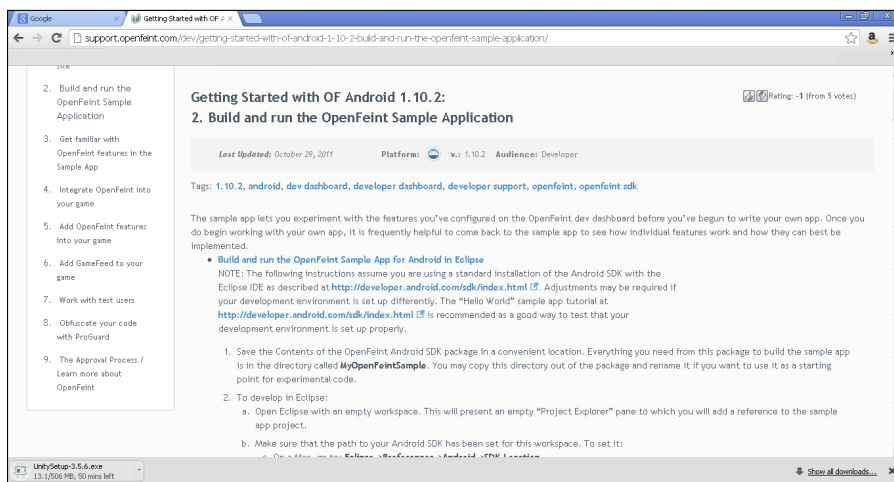 Google
Getting Started with OF A
support.openfeint.com/dev/getting-started-with-of-android-1-10-2-build-and-run-the-openfeint-sample-application/
site
2. Build and run the
OpenFeint Sample
Application
3. Get familiar with
OpenFeint features in the
Sample App
4. Integrate OpenFeint into
your game
5. Add OpenFeint features
into your game
6. Add GameFeed to your
game
7. Work with test users
8. Obfuscate your code
with ProGuard
9. The Approval Process /
Learn more about
OpenFeint
Getting Started with OF Android 1.10.2:
2. Build and run the OpenFeint Sample Application
Rating: -1 (from 5 votes)
Last Updated: October 29, 2011 Platform: v.: 1.10.2 Audience: Developer
Tags: 1.10.2, android, dev dashboard, developer dashboard, developer support, openfeint, openfeint sdk
The sample app lets you experiment with the features you've configured on the OpenFeint dev dashboard before you've begun to write your own app. Once you
do begin working with your own app, it is frequently helpful to come back to the sample app to see how individual features work and how they can best be
implemented.
• Build and run the OpenFeint Sample App for Android in Eclipse
NOTE: The following instructions assume you are using a standard installation of the Android SDK with the
Eclipse IDE as described at http://developer.android.com/sdk/index.html. Adjustments may be required if
your development environment is set up differently. The "Hello World" sample app tutorial at
http://developer.android.com/sdk/index.html is recommended as a good way to test that your
development environment is set up properly.
1. Save the Contents of the OpenFeint Android SDK package in a convenient location. Everything you need from this package to build the sample app
is in the directory called MyOpenFeintSample. You may copy this directory out of the package and rename it if you want to use it as a starting
point for experimental code.
2. To develop in Eclipse:
a. Open Eclipse with an empty workspace. This will present an empty "Project Explorer" pane to which you will add a reference to the sample
app project.
b. Make sure that the path to your Android SDK has been set for this workspace. To set it:
On a Mac, go to: Eclipse->Preferences->Android->SDK Location
UnitySetup-3.5.6.exe
13.1/506 MB, 50 mins left
Show all downloads...